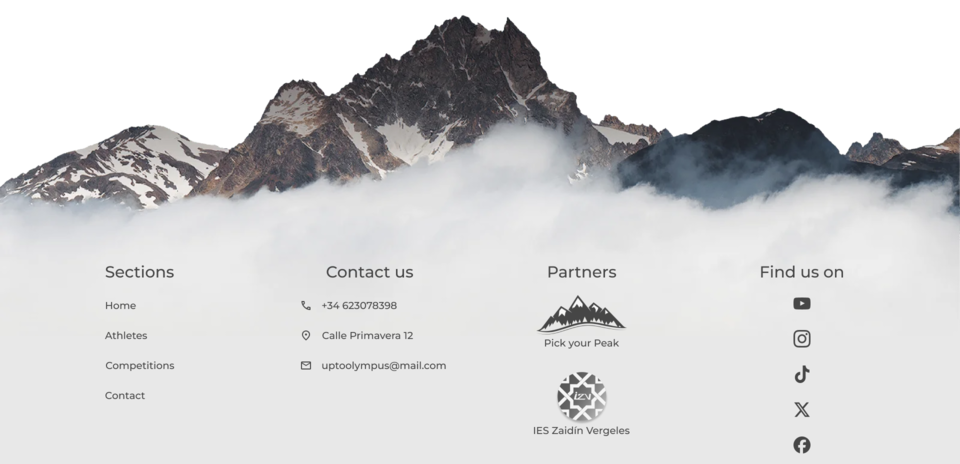 Sections
Home
Athletes
Competitions
Contact
Contact us
+34 623078398
Calle Primavera 12
uptoolympus@mail.com
Partners
Pick your Peak
izv
IES Zaidín Vergeles
Find us on